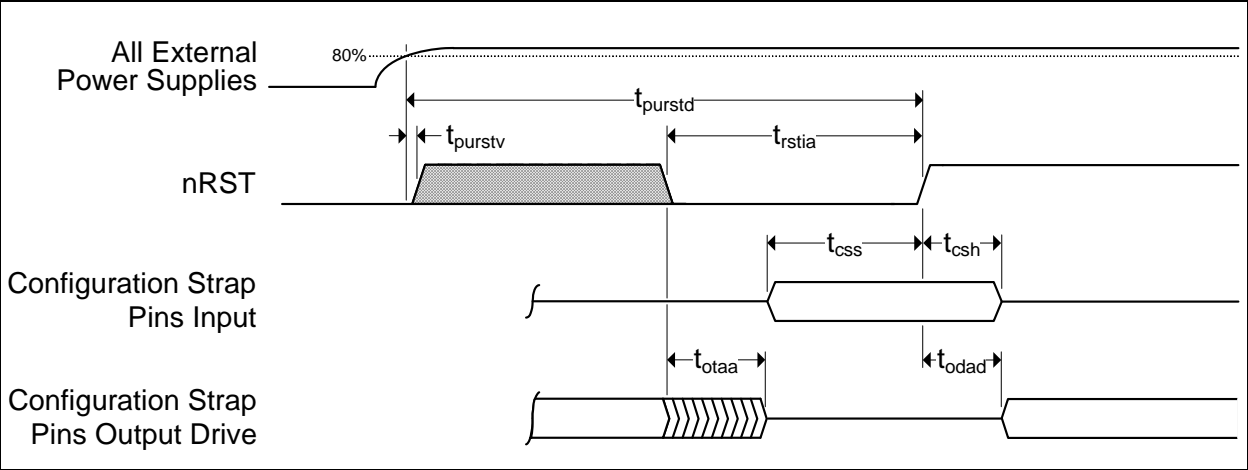 All External
Power Supplies
80%
tpurstd
tpurstv
trstia
nRST
tcss
tcsh
Configuration Strap
Pins Input
totaa
todad
Configuration Strap
Pins Output Drive